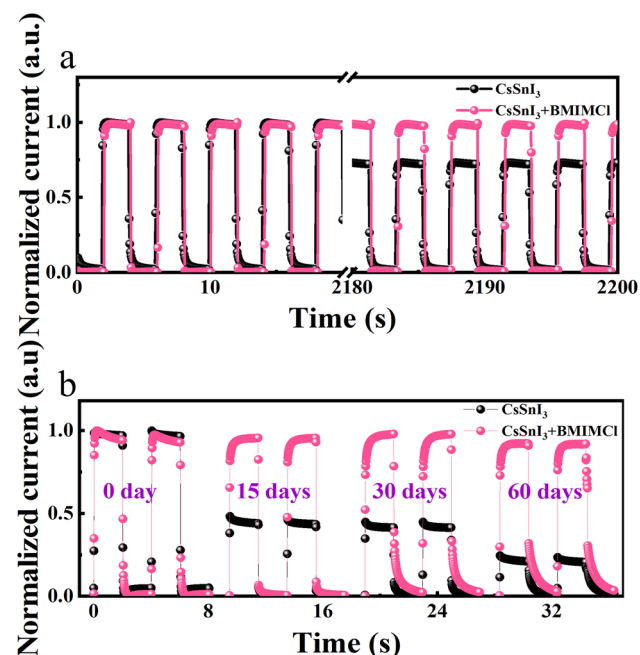 a
Normalized current (a.u.)
CsSnI₃
CsSnI₃+BMIMCl
1.0
0.5
0.0
0 10 2180 2190 2200
Time (s)
b
Normalized current (a.u)
CsSnI₃
CsSnI₃+BMIMCl
1.0
0.5
0.0
0 day 15 days 30 days 60 days
0 8 16 24 32
Time (s)